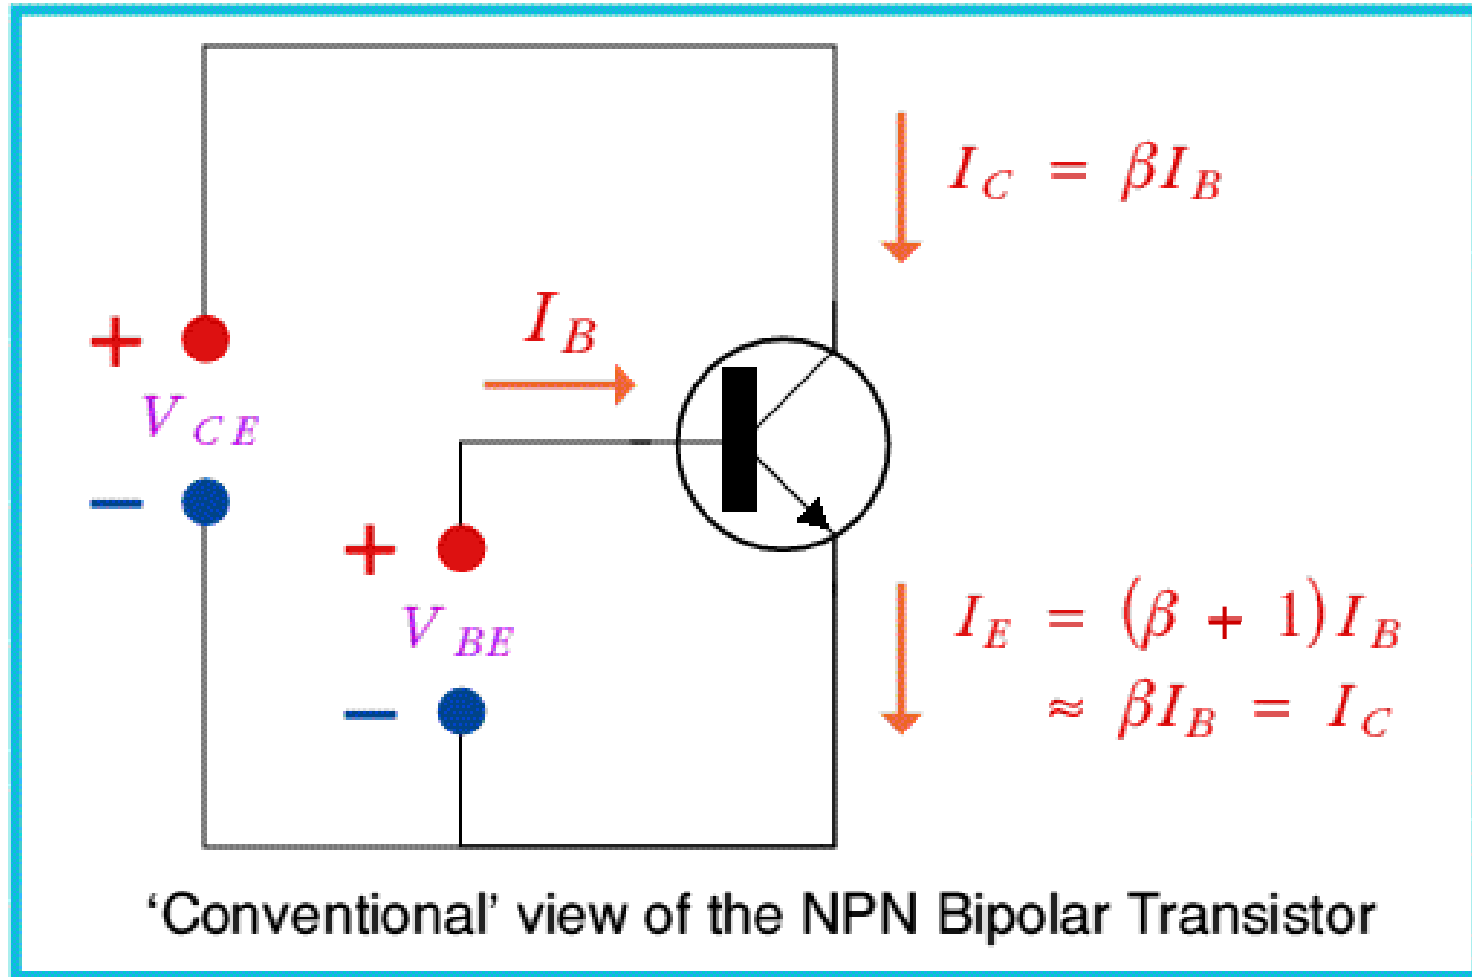 I_C = βI_B
I_B
+
V_CE
−
+
V_BE
−
I_E = (β + 1)I_B
≈ βI_B = I_C
‘Conventional’ view of the NPN Bipolar Transistor